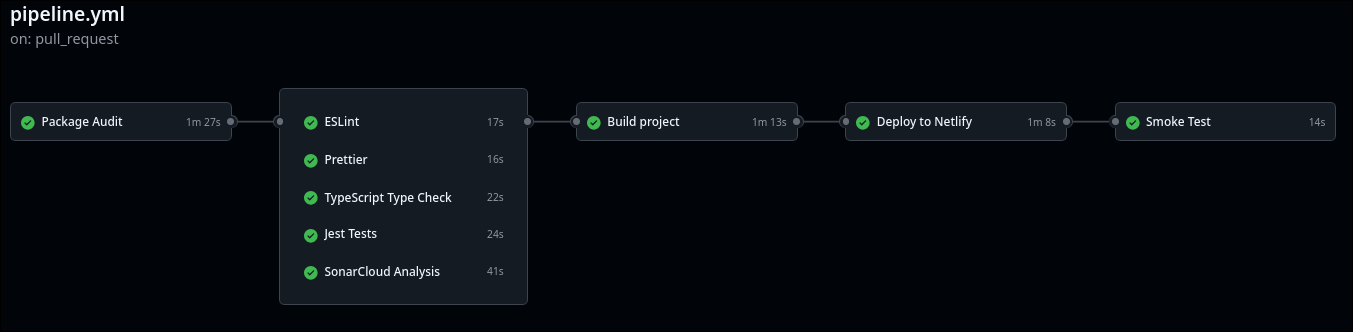 pipeline.yml
on: pull_request
Package Audit 1m 27s
ESLint 17s
Prettier 16s
TypeScript Type Check 22s
Jest Tests 24s
SonarCloud Analysis 41s
Build project 1m 13s
Deploy to Netlify 1m 8s
Smoke Test 14s